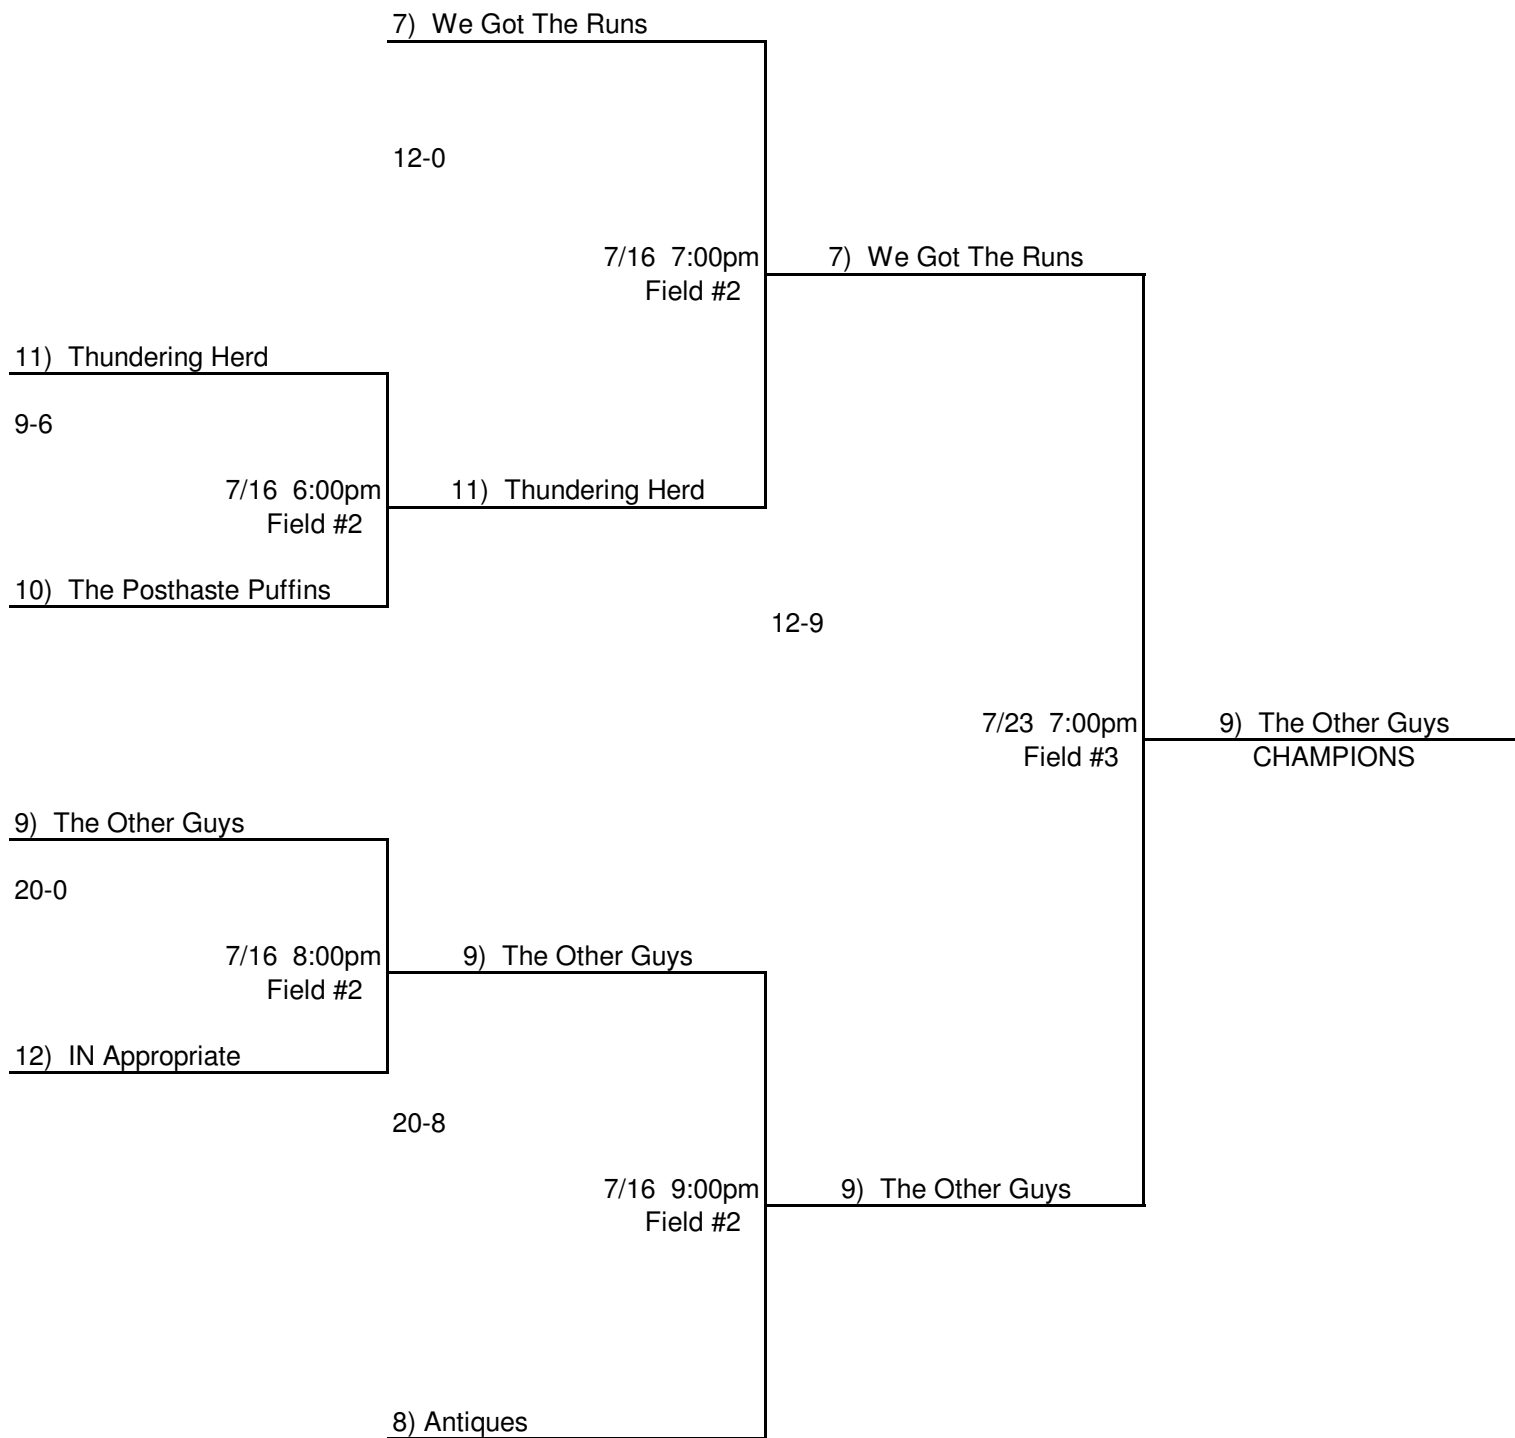 7)  We Got The Runs
12-0
7/16  7:00pm
Field #2
7)  We Got The Runs
11)  Thundering Herd
9-6
7/16  6:00pm
Field #2
11)  Thundering Herd
10)  The Posthaste Puffins
12-9
7/23  7:00pm
Field #3
9)  The Other Guys
CHAMPIONS
9)  The Other Guys
20-0
7/16  8:00pm
Field #2
9)  The Other Guys
12)  IN Appropriate
20-8
7/16  9:00pm
Field #2
9)  The Other Guys
8) Antiques